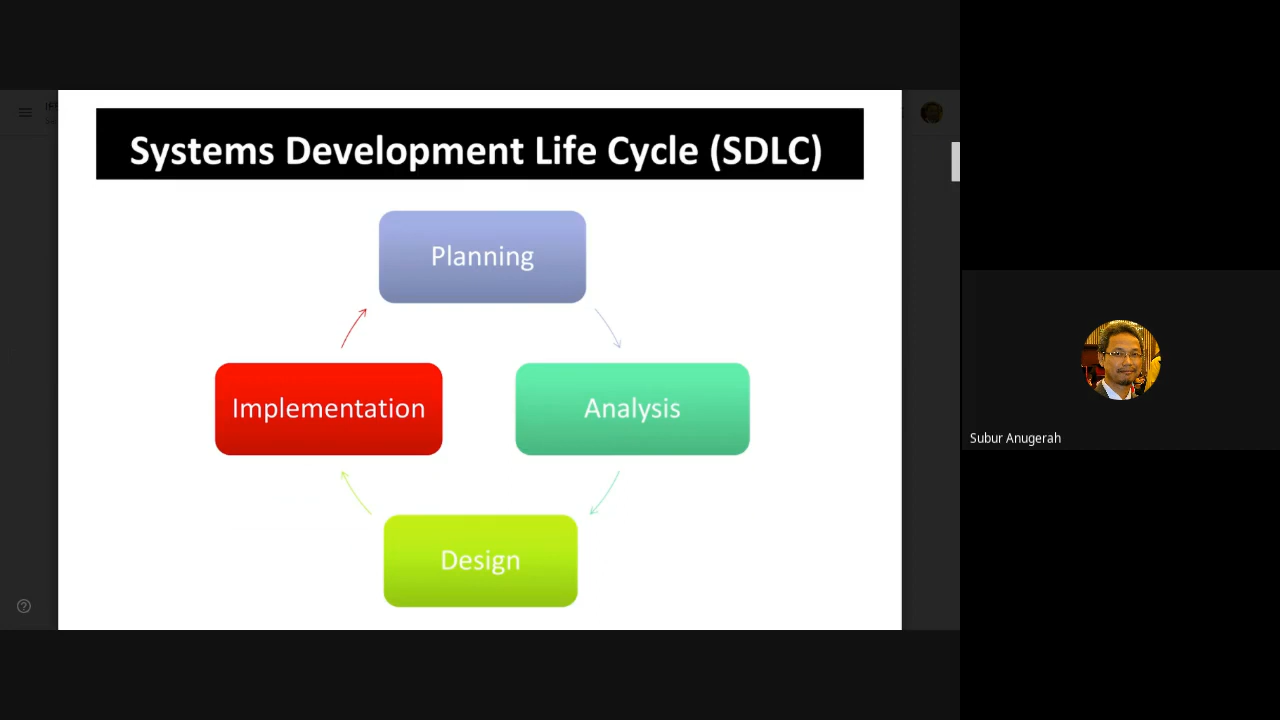 Systems Development Life Cycle (SDLC)
Planning
Implementation
Analysis
Design
Subur Anugerah